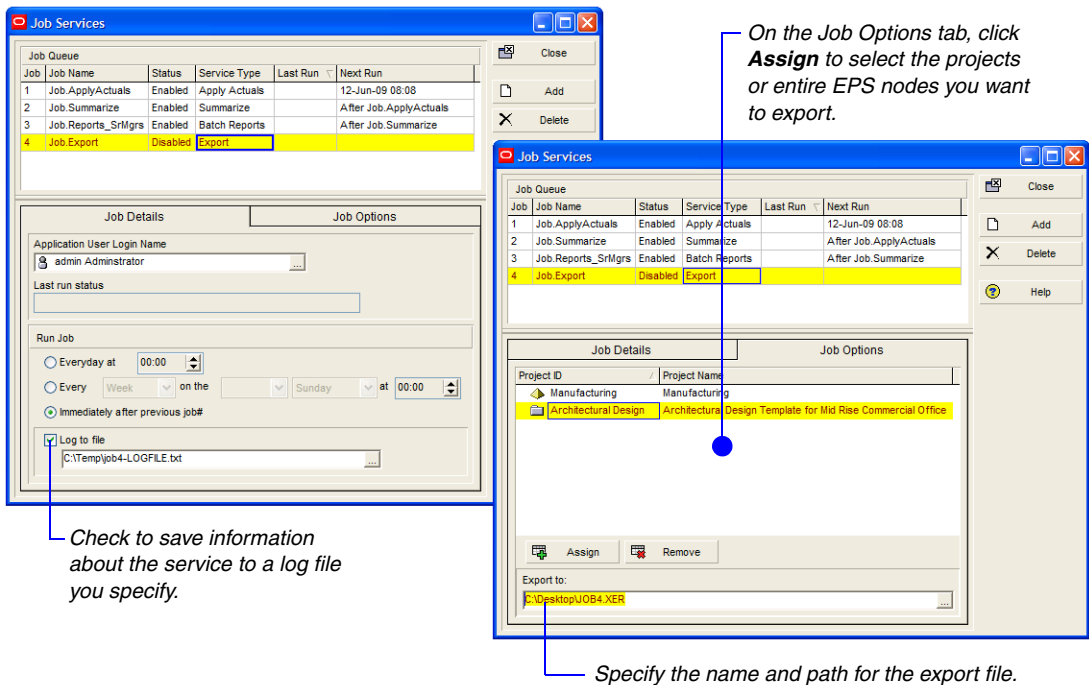 Job Services
Job Queue
Job Job Name Status Service Type Last Run Next Run
1 Job.ApplyActuals Enabled Apply Actuals 12-Jun-09 08:08
2 Job.Summarize Enabled Summarize After Job.ApplyActuals
3 Job.Reports_SrMgrs Enabled Batch Reports After Job.Summarize
4 Job.Export Disabled Export
Close
Add
Delete
Job Details Job Options
Application User Login Name
admin Adminstrator ...
Last run status
Run Job
Everyday at 00:00
Every Week on the Sunday at 00:00
Immediately after previous job#
Log to file
C:\Temp\job4-LOGFILE.txt ...
Check to save information
about the service to a log file
you specify.
On the Job Options tab, click
Assign to select the projects
or entire EPS nodes you want
to export.
Job Services
Job Queue
Job Job Name Status Service Type Last Run Next Run
1 Job.ApplyActuals Enabled Apply Actuals 12-Jun-09 08:08
2 Job.Summarize Enabled Summarize After Job.ApplyActuals
3 Job.Reports_SrMgrs Enabled Batch Reports After Job.Summarize
4 Job.Export Disabled Export
Close
Add
Delete
Help
Job Details Job Options
Project ID Project Name
Manufacturing Manufacturing
Architectural Design Architectural Design Template for Mid Rise Commercial Office
Assign Remove
Export to:
C:\Desktop\JOB4.XER ...
Specify the name and path for the export file.